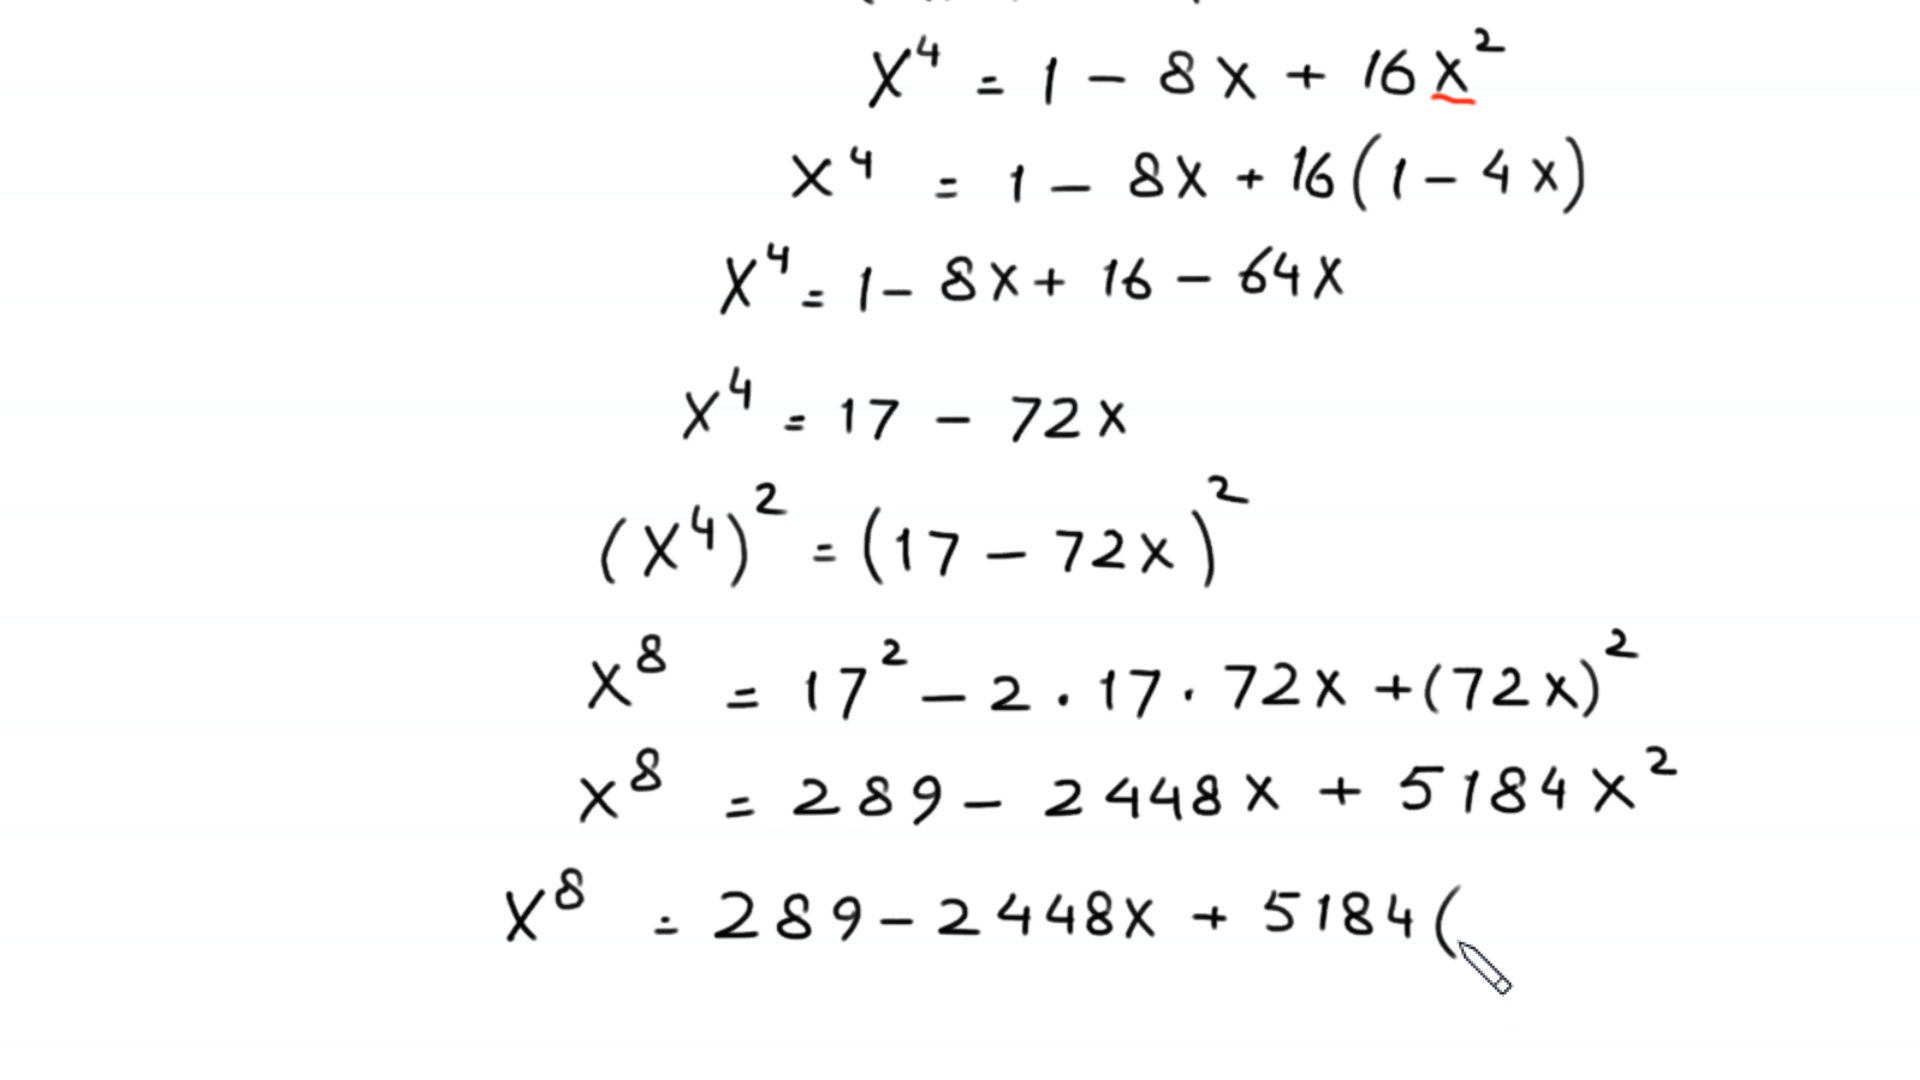 X⁴ = 1 - 8x + 16x²
x⁴ = 1 - 8x + 16(1 - 4x)
x⁴ = 1 - 8x + 16 - 64x
x⁴ = 17 - 72x
(x⁴)² = (17 - 72x)²
x⁸ = 17² - 2 · 17 · 72x + (72x)²
x⁸ = 289 - 2448x + 5184x²
x⁸ = 289 - 2448x + 5184(